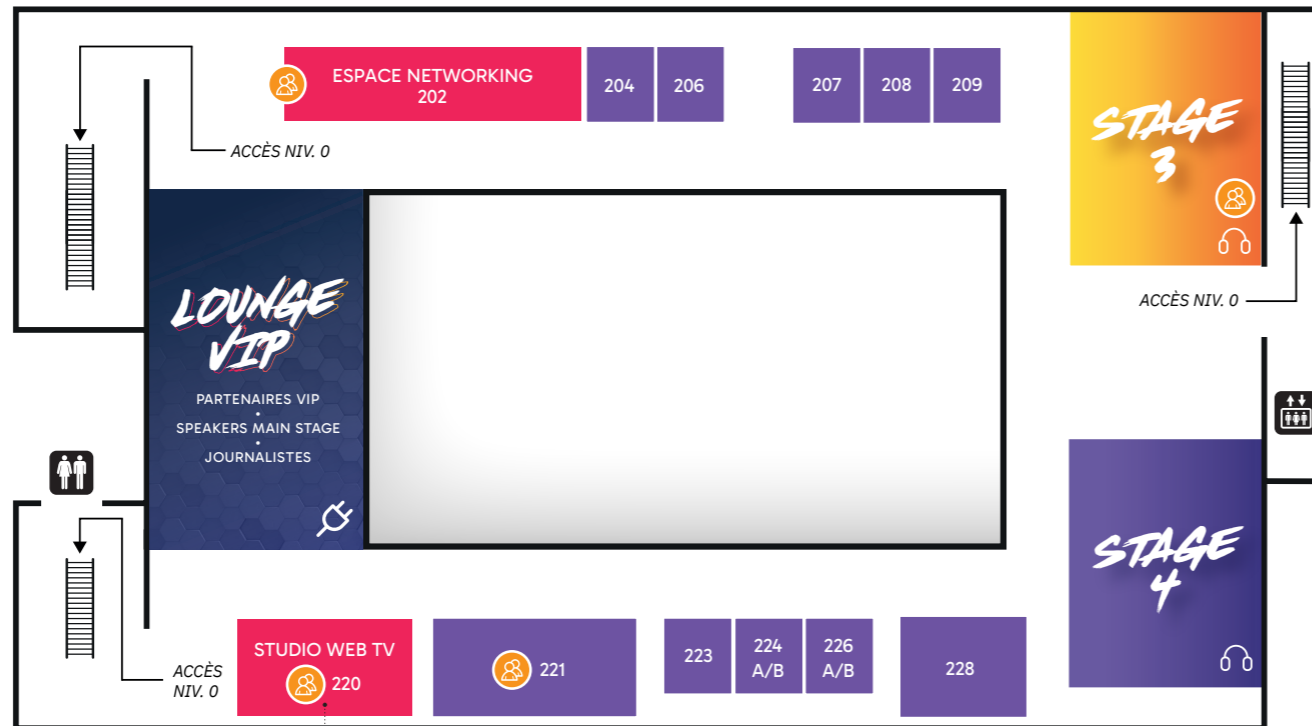 ESPACE NETWORKING
202
204
206
207
208
209
STAGE
3
ACCÈS NIV. 0
ACCÈS NIV. 0
LOUNGE
VIP
PARTENAIRES VIP
•
SPEAKERS MAIN STAGE
•
JOURNALISTES
STAGE
4
STUDIO WEB TV
220
221
223
224
A/B
226
A/B
228
ACCÈS
NIV. 0